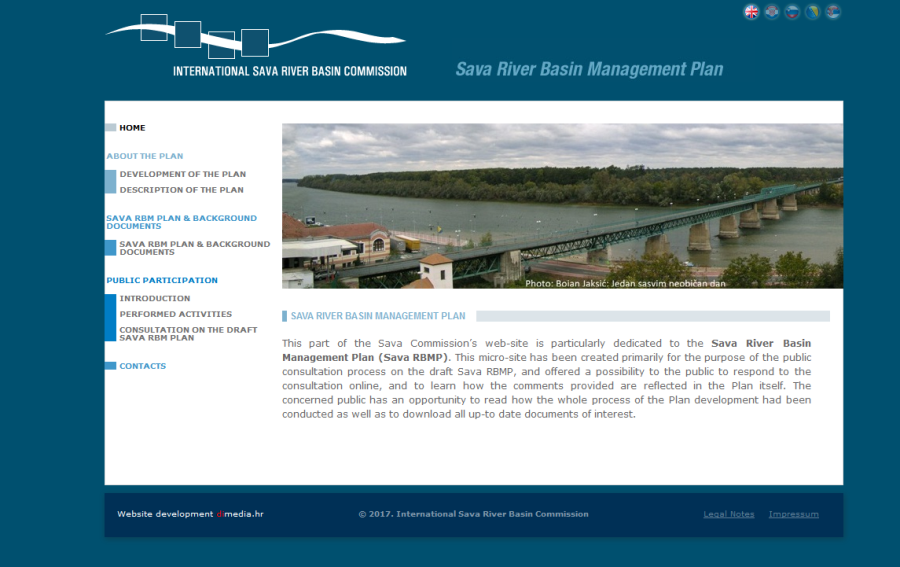 INTERNATIONAL SAVA RIVER BASIN COMMISSION
Sava River Basin Management Plan
HOME
ABOUT THE PLAN
DEVELOPMENT OF THE PLAN
DESCRIPTION OF THE PLAN
SAVA RBM PLAN & BACKGROUND
DOCUMENTS
SAVA RBM PLAN & BACKGROUND
DOCUMENTS
PUBLIC PARTICIPATION
INTRODUCTION
PERFORMED ACTIVITIES
CONSULTATION ON THE DRAFT
SAVA RBM PLAN
CONTACTS
Photo: Bojan Jaksić: Jedan sasvim neobičan dan
SAVA RIVER BASIN MANAGEMENT PLAN
This part of the Sava Commission's web-site is particularly dedicated to the Sava River Basin
Management Plan (Sava RBMP). This micro-site has been created primarily for the purpose of the public
consultation process on the draft Sava RBMP, and offered a possibility to the public to respond to the
consultation online, and to learn how the comments provided are reflected in the Plan itself. The
concerned public has an opportunity to read how the whole process of the Plan development had been
conducted as well as to download all up-to date documents of interest.
Website development dimedia.hr
© 2017. International Sava River Basin Commission
Legal Notes
Impressum